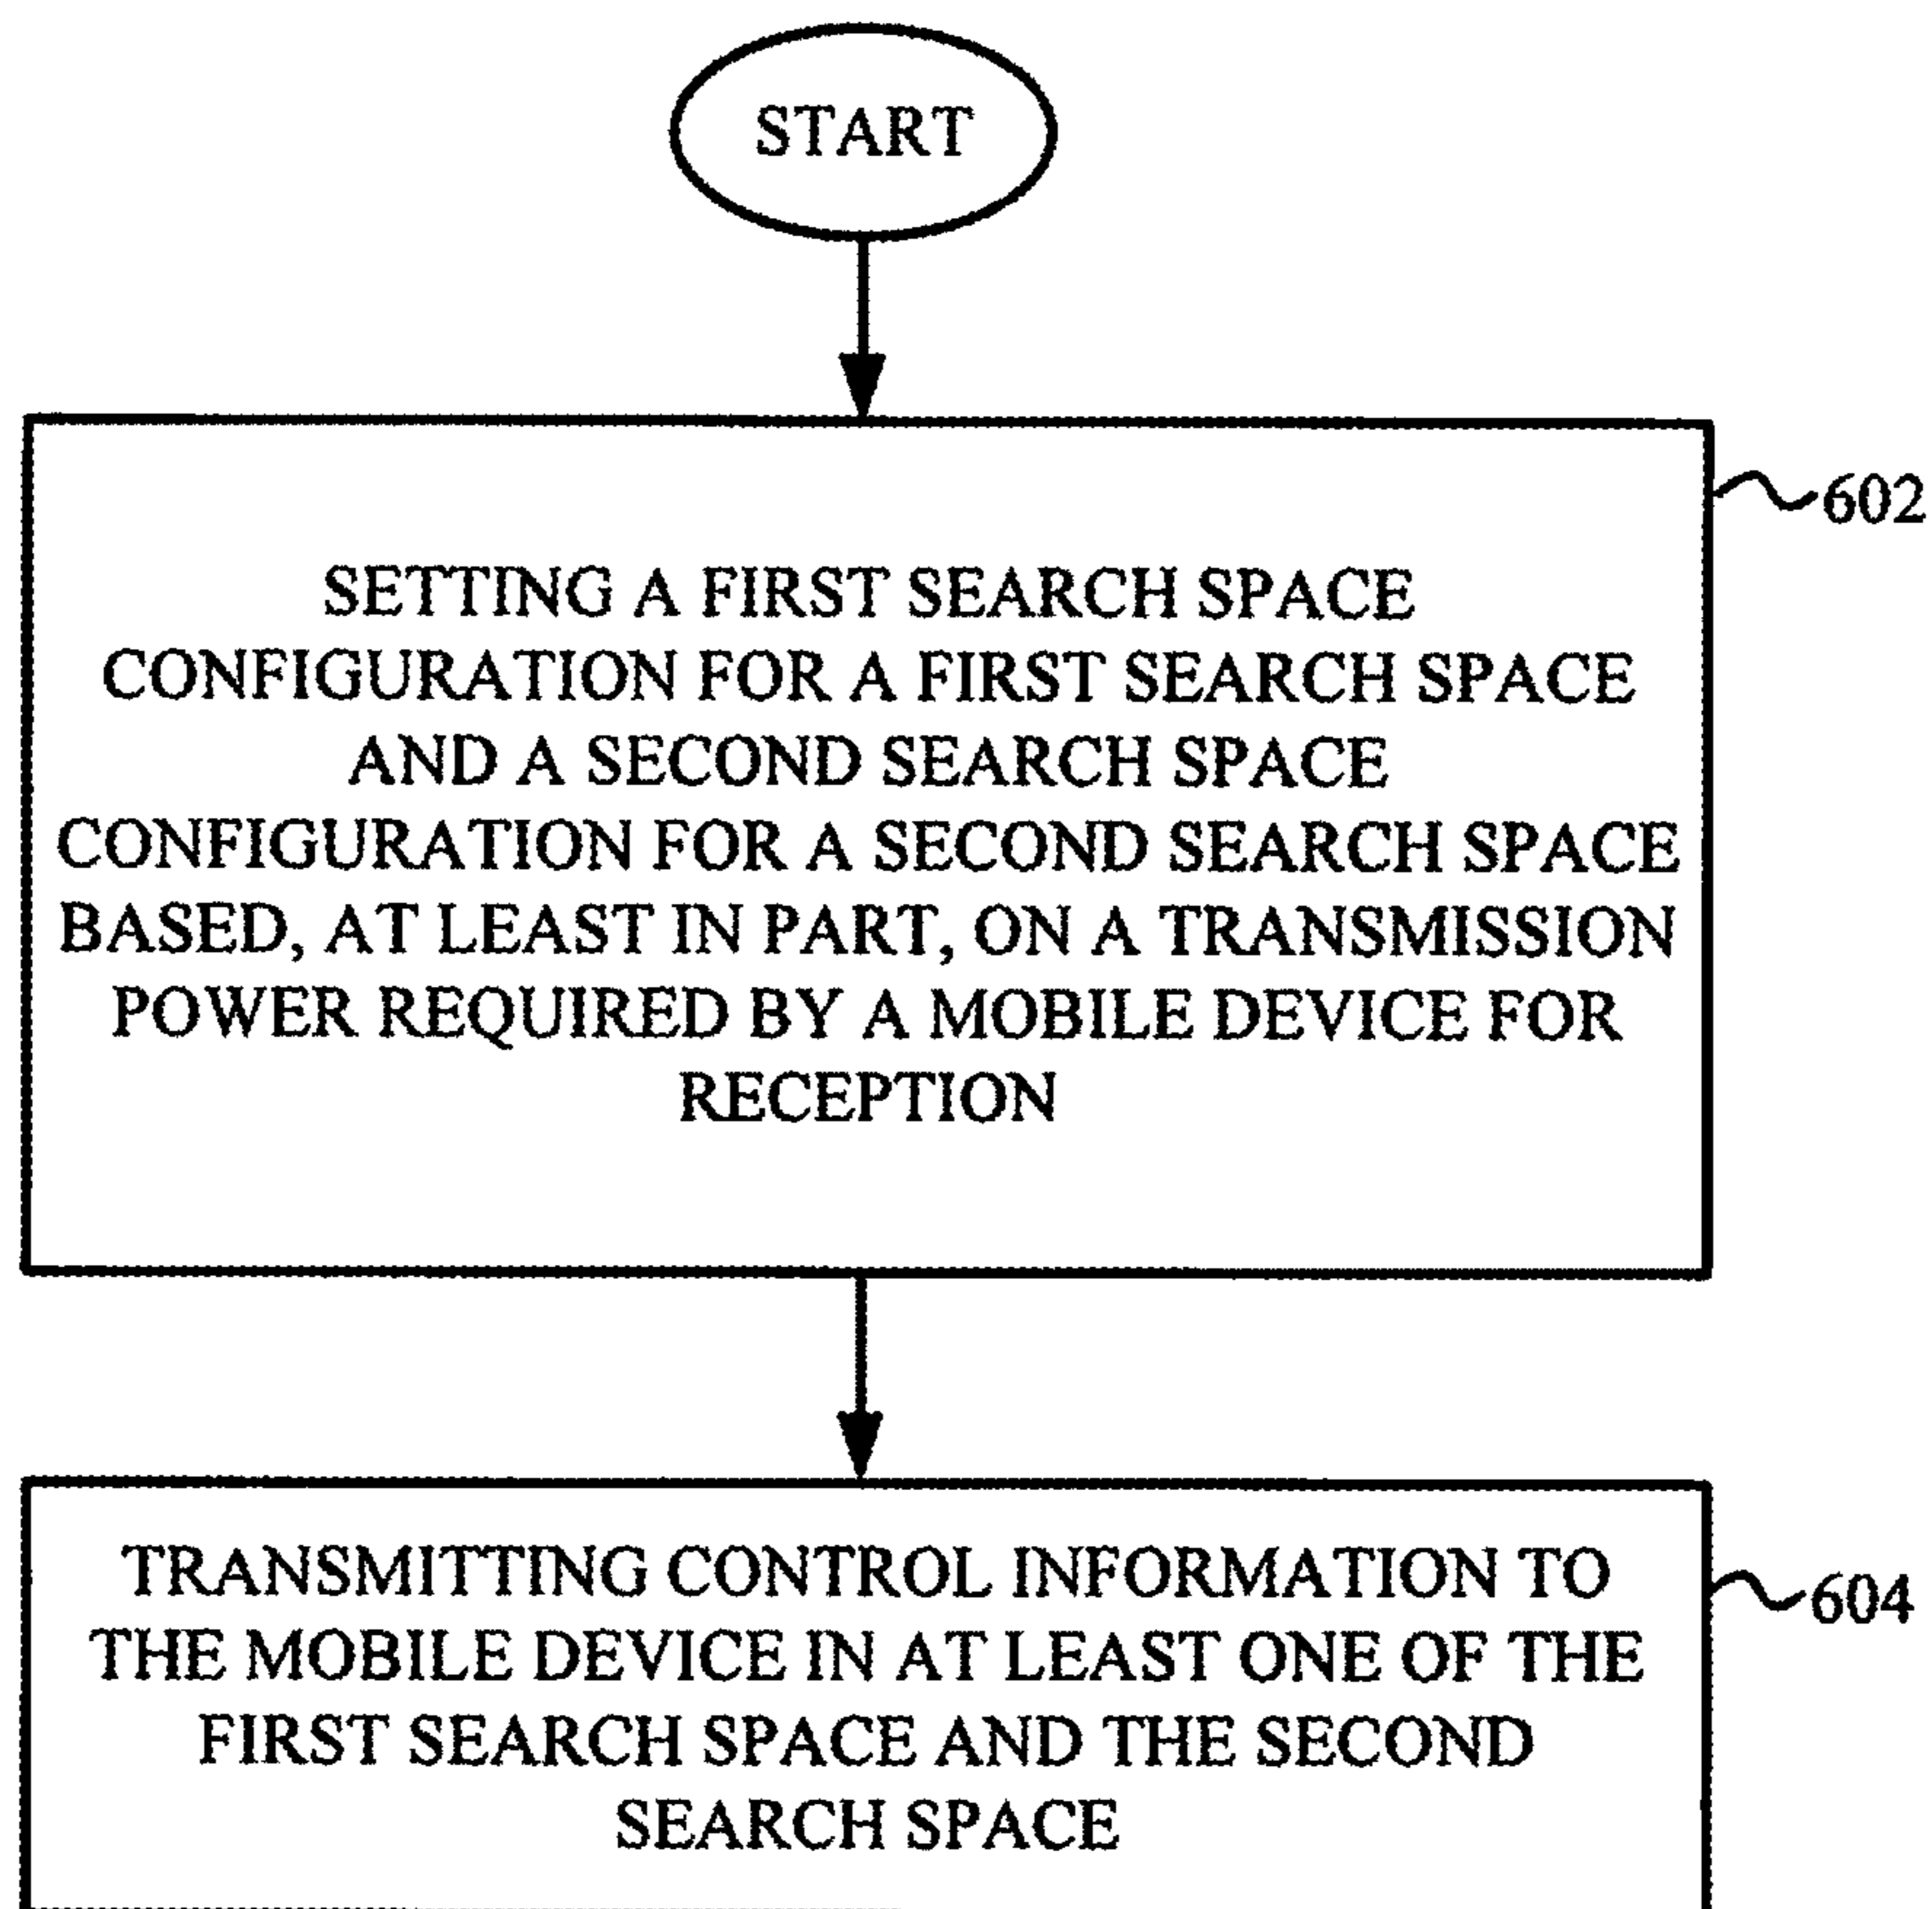 START
602
SETTING A FIRST SEARCH SPACE
CONFIGURATION FOR A FIRST SEARCH SPACE
AND A SECOND SEARCH SPACE
CONFIGURATION FOR A SECOND SEARCH SPACE
BASED, AT LEAST IN PART, ON A TRANSMISSION
POWER REQUIRED BY A MOBILE DEVICE FOR
RECEPTION
TRANSMITTING CONTROL INFORMATION TO
604
THE MOBILE DEVICE IN AT LEAST ONE OF THE
FIRST SEARCH SPACE AND THE SECOND
SEARCH SPACE